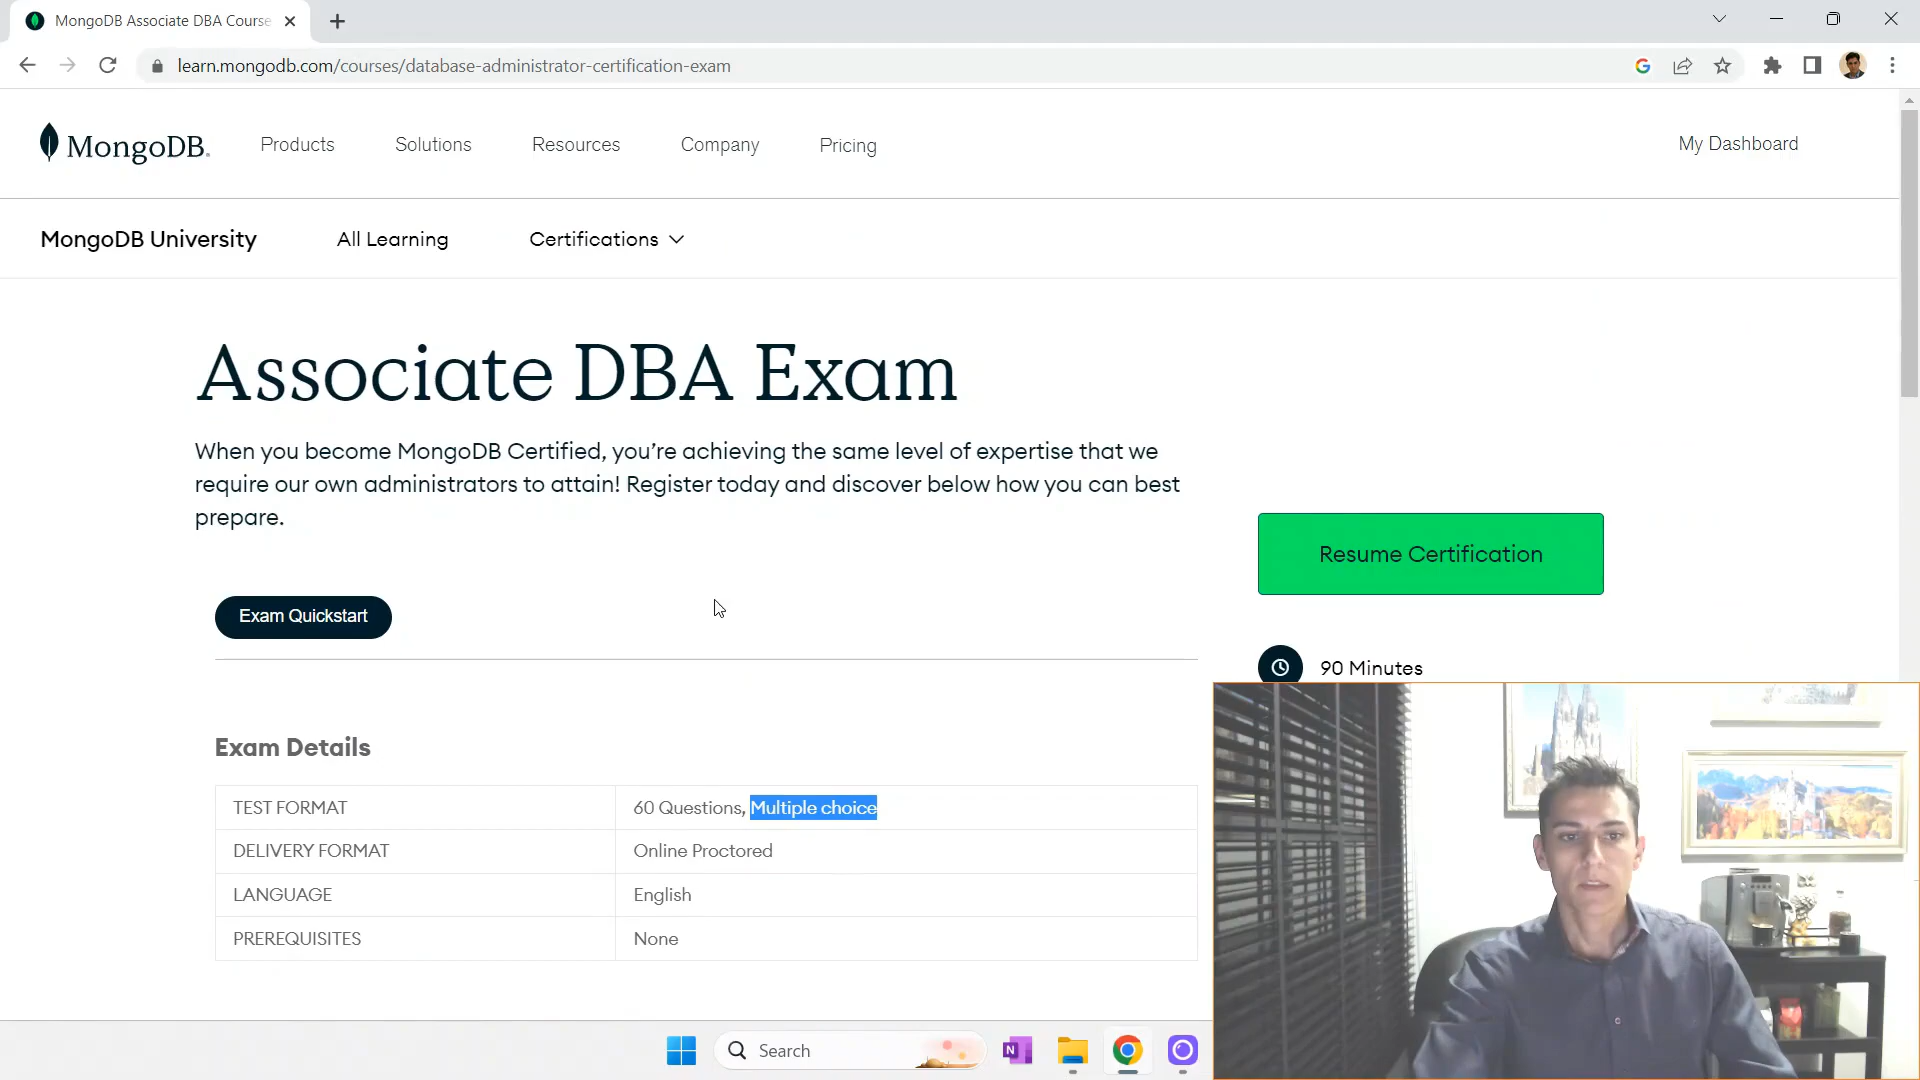 MongoDB Associate DBA Course
learn.mongodb.com/courses/database-administrator-certification-exam
MongoDB.
Products
Solutions
Resources
Company
Pricing
My Dashboard
MongoDB University
All Learning
Certifications
Associate DBA Exam
When you become MongoDB Certified, you’re achieving the same level of expertise that we
require our own administrators to attain! Register today and discover below how you can best
prepare.
Resume Certification
Exam Quickstart
90 Minutes
Exam Details
TEST FORMAT
60 Questions, Multiple choice
DELIVERY FORMAT
Online Proctored
LANGUAGE
English
PREREQUISITES
None
Search